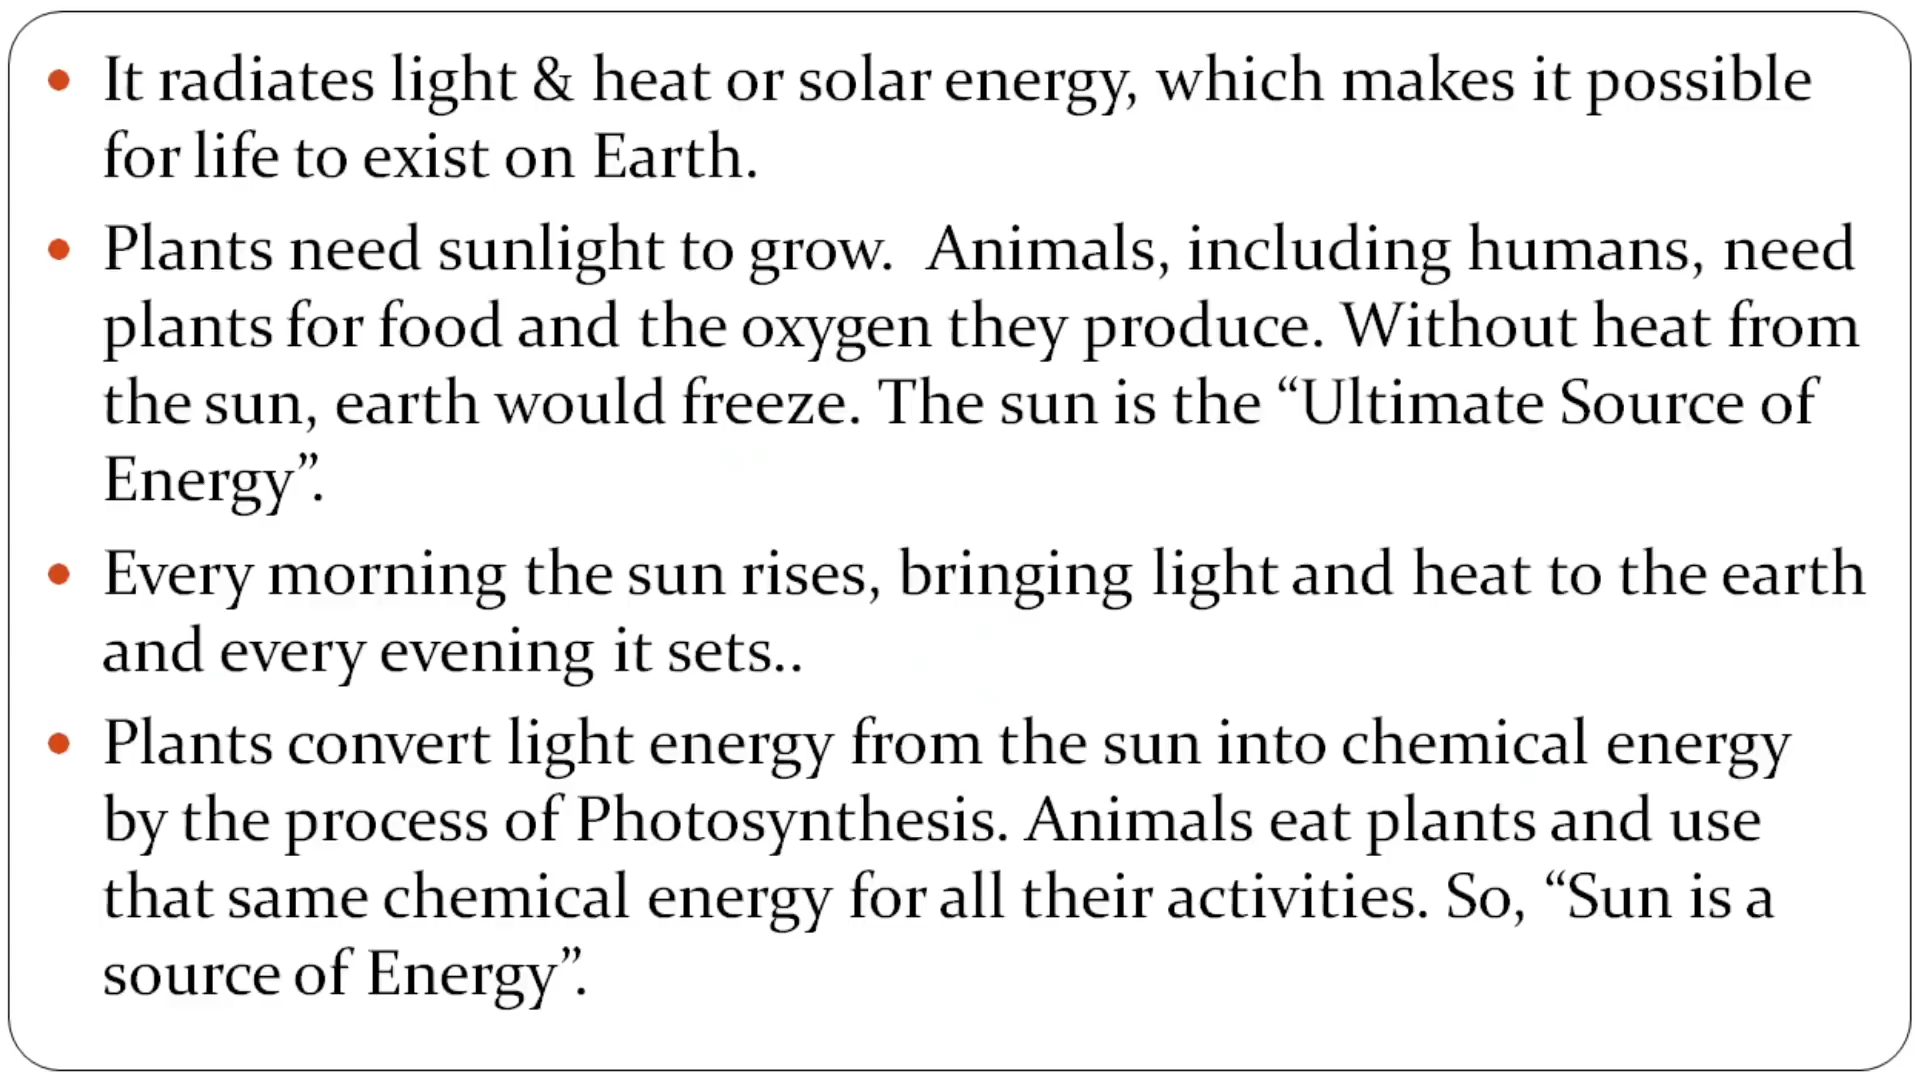 • It radiates light & heat or solar energy, which makes it possible
for life to exist on Earth.
• Plants need sunlight to grow.  Animals, including humans, need
plants for food and the oxygen they produce. Without heat from
the sun, earth would freeze. The sun is the “Ultimate Source of
Energy”.
• Every morning the sun rises, bringing light and heat to the earth
and every evening it sets..
• Plants convert light energy from the sun into chemical energy
by the process of Photosynthesis. Animals eat plants and use
that same chemical energy for all their activities. So, “Sun is a
source of Energy”.